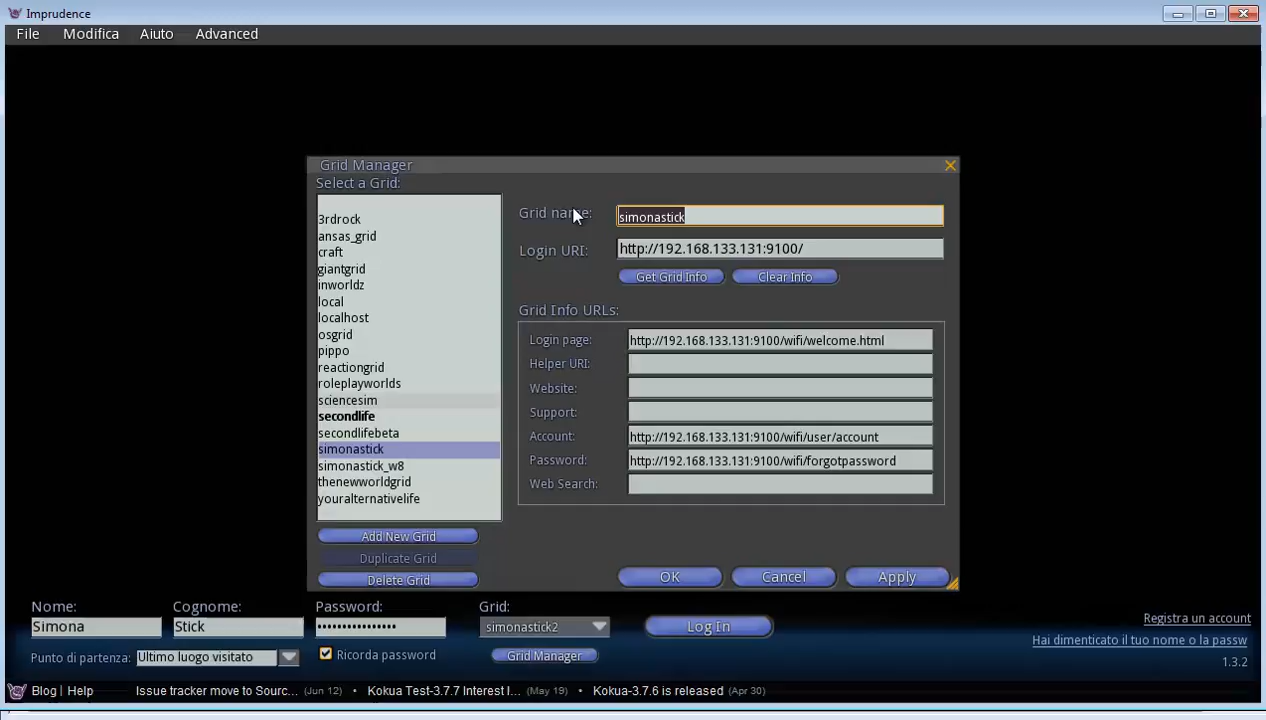 Imprudence
File Modifica Aiuto Advanced
Grid Manager
Select a Grid:
3rdrock
ansas_grid
craft
giantgrid
inworldz
local
localhost
osgrid
pippo
reactiongrid
roleplayworlds
sciencesim
secondlife
secondlifebeta
simonastick
simonastick_w8
thenewworldgrid
youralternativelife
Add New Grid
Duplicate Grid
Delete Grid
Grid name: simonastick
Login URI: http://192.168.133.131:9100/
Get Grid Info Clear Info
Grid Info URLs:
Login page: http://192.168.133.131:9100/wifi/welcome.html
Helper URI:
Website:
Support:
Account: http://192.168.133.131:9100/wifi/user/account
Password: http://192.168.133.131:9100/wifi/forgotpassword
Web Search:
OK Cancel Apply
Nome: Cognome: Password: Grid:
Simona Stick •••••••••••••••• simonastick2 Log In
Punto di partenza: Ultimo luogo visitato Ricorda password Grid Manager
Registra un account
Hai dimenticato il tuo nome o la passw
1.3.2
Blog | Help Issue tracker move to Sourc... (Jun 12) • Kokua Test-3.7.7 Interest l... (May 19) • Kokua-3.7.6 is released (Apr 30)